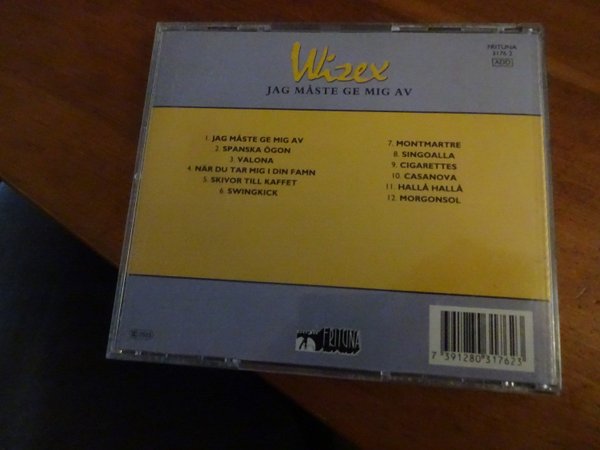 Wizex
JAG MÅSTE GE MIG AV
FRITUNA
3176 2
ADD
1. JAG MÅSTE GE MIG AV
2. SPANSKA ÖGON
3. VALONA
4. NÄR DU TAR MIG I DIN FAMN
5. SKIVOR TILL KAFFET
6. SWINGKICK
7. MONTMARTRE
8. SINGOALLA
9. CIGARETTES
10. CASANOVA
11. HALLÅ HALLÅ
12. MORGONSOL
FRITUNA
7 391280 317623